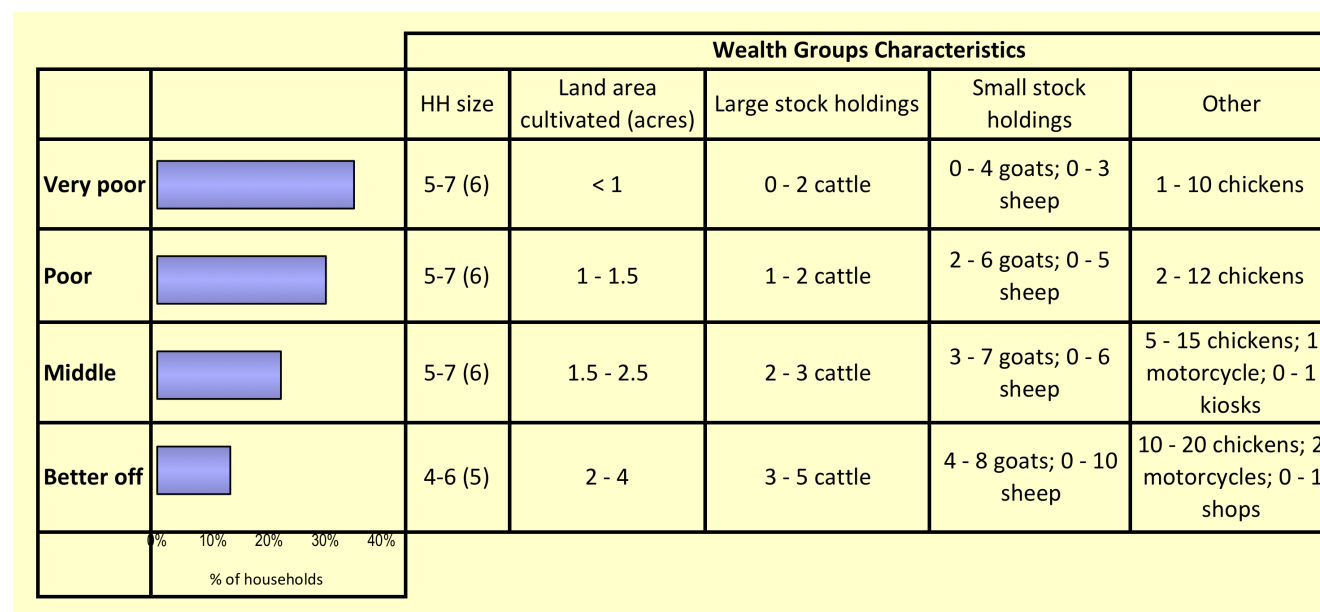 Wealth Groups Characteristics
HH size
Land area
cultivated (acres)
Large stock holdings
Small stock
holdings
Other
Very poor
5-7 (6)
< 1
0 - 2 cattle
0 - 4 goats; 0 - 3
sheep
1 - 10 chickens
Poor
5-7 (6)
1 - 1.5
1 - 2 cattle
2 - 6 goats; 0 - 5
sheep
2 - 12 chickens
Middle
5-7 (6)
1.5 - 2.5
2 - 3 cattle
3 - 7 goats; 0 - 6
sheep
5 - 15 chickens; 1
motorcycle; 0 - 1
kiosks
Better off
4-6 (5)
2 - 4
3 - 5 cattle
4 - 8 goats; 0 - 10
sheep
10 - 20 chickens; 2
motorcycles; 0 - 1
shops
0% 10% 20% 30% 40%
% of households